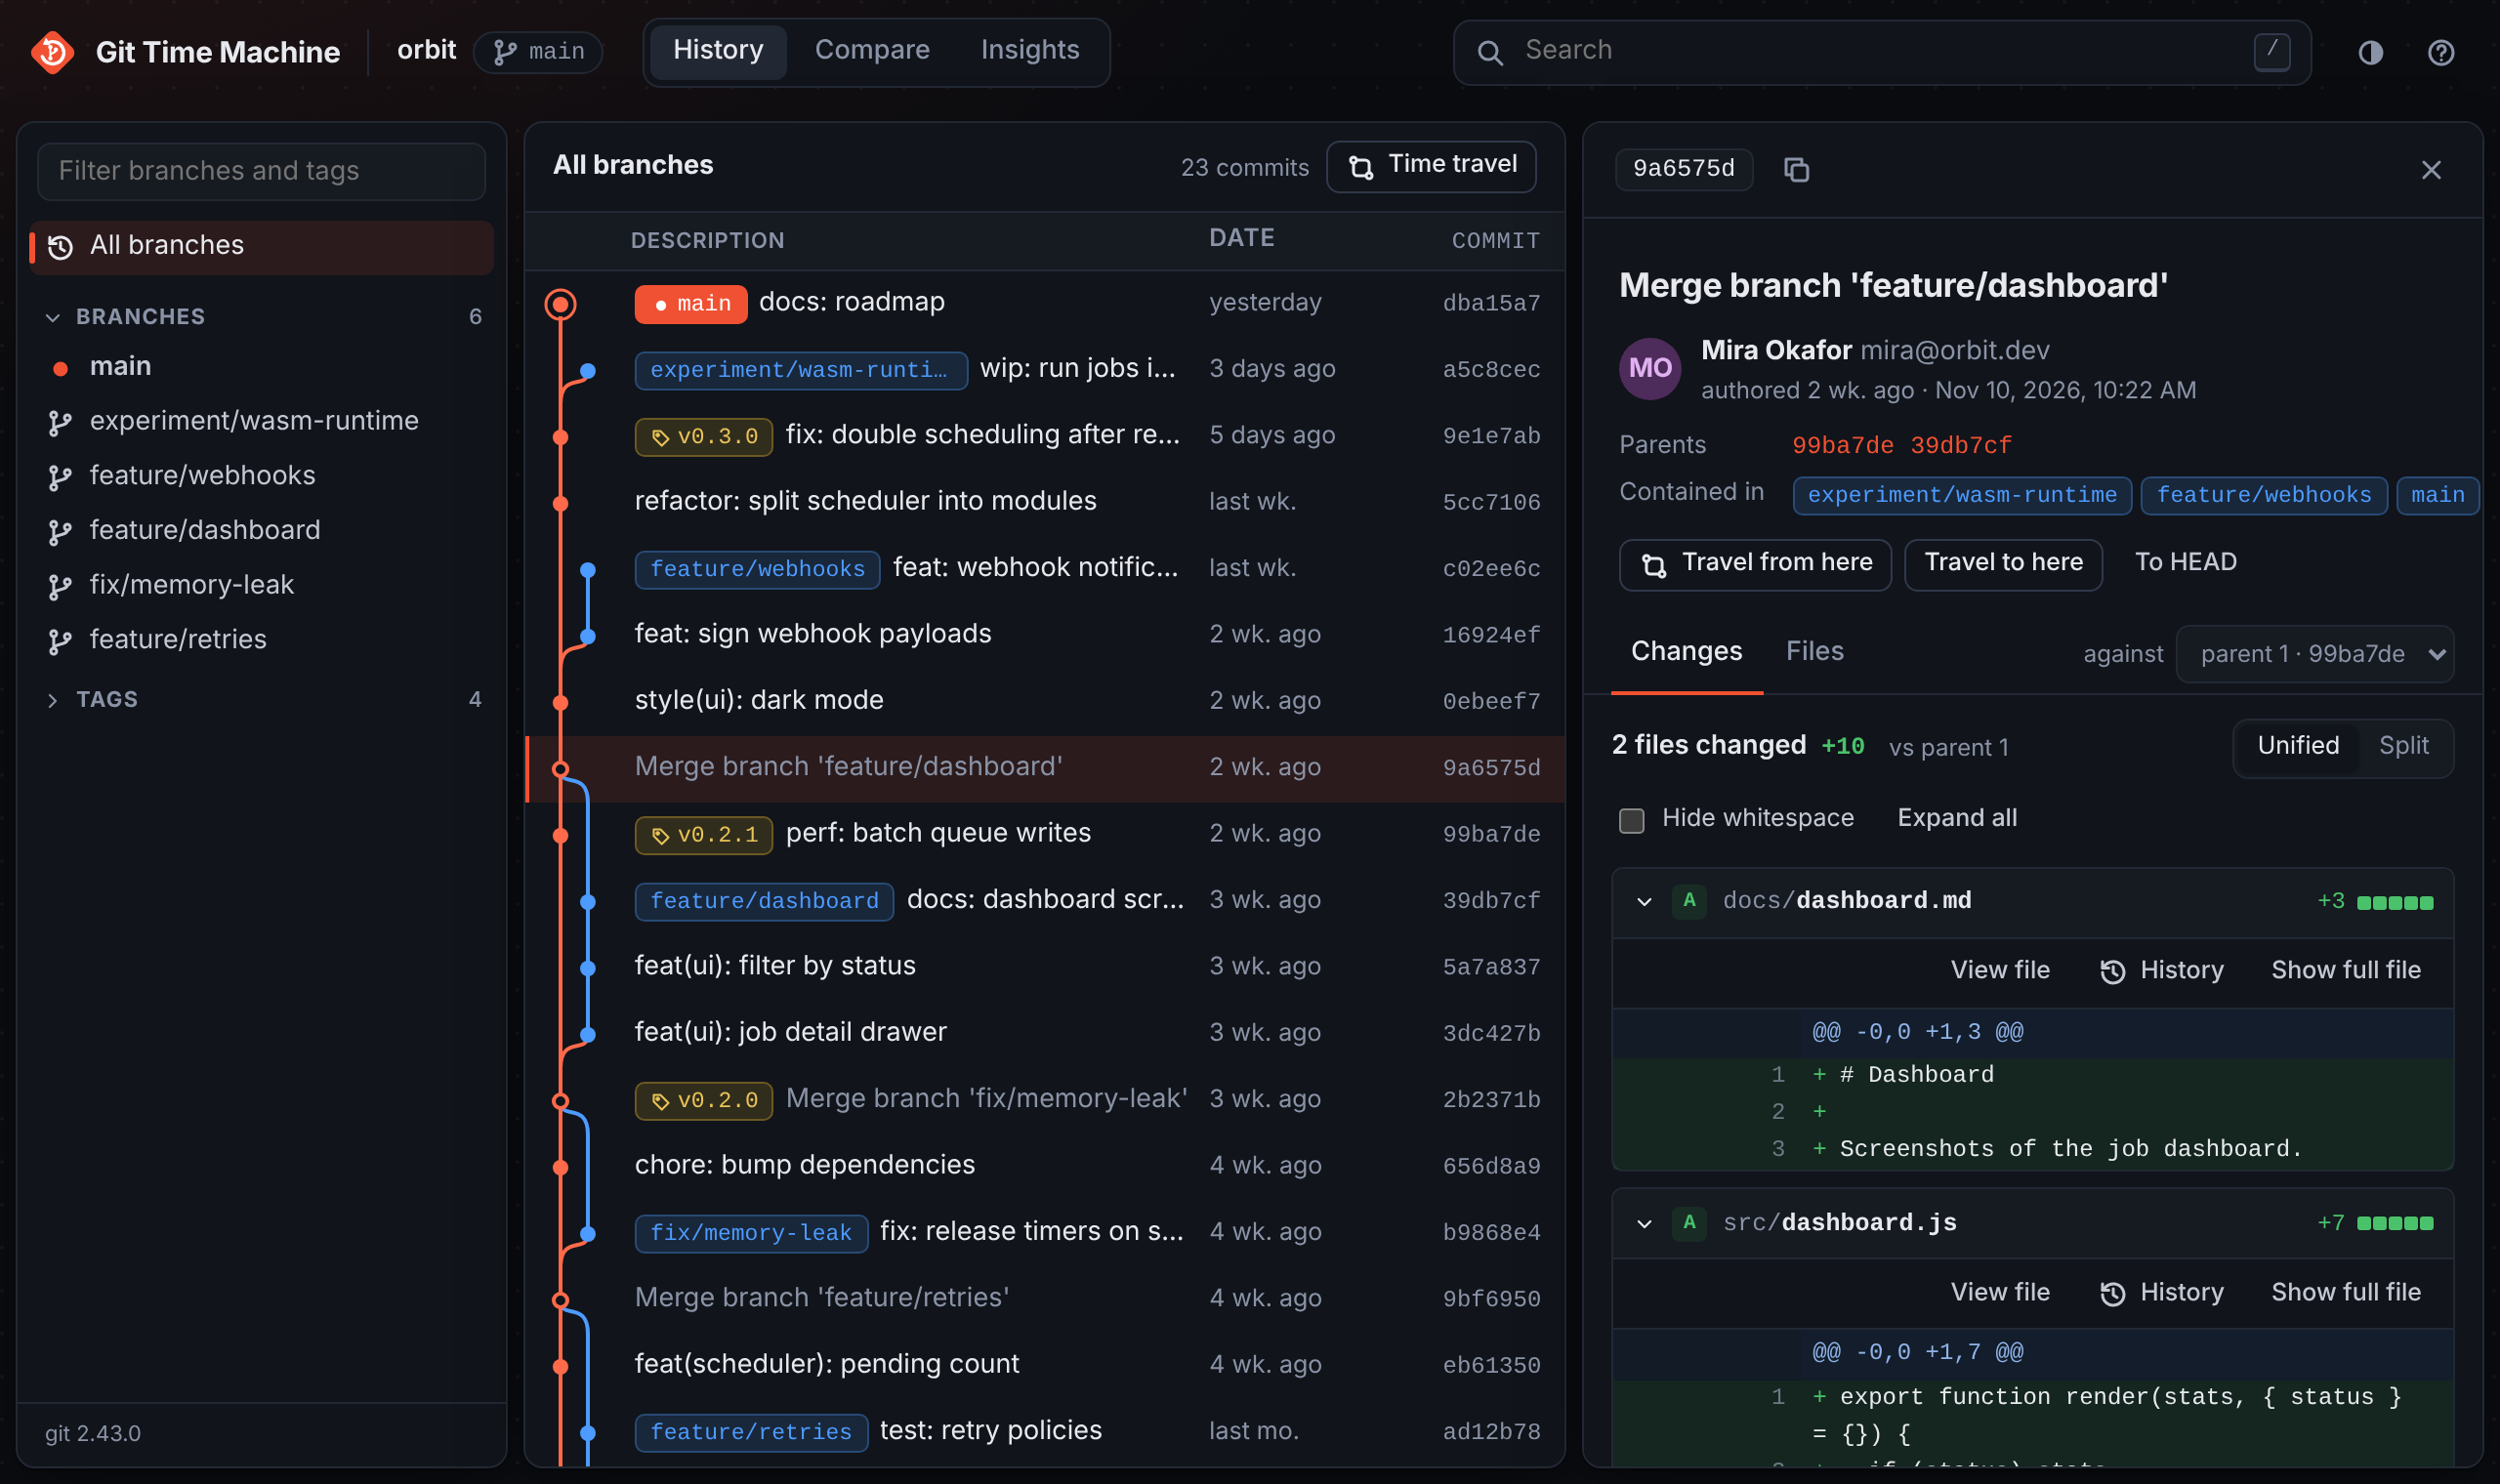 Git Time Machine orbit main History Compare Insights Search /
Filter branches and tags
All branches
BRANCHES 6
main
experiment/wasm-runtime
feature/webhooks
feature/dashboard
fix/memory-leak
feature/retries
TAGS 4
git 2.43.0
All branches 23 commits Time travel
DESCRIPTION DATE COMMIT
main docs: roadmap yesterday dba15a7
experiment/wasm-runti… wip: run jobs i… 3 days ago a5c8cec
v0.3.0 fix: double scheduling after re… 5 days ago 9e1e7ab
refactor: split scheduler into modules last wk. 5cc7106
feature/webhooks feat: webhook notific… last wk. c02ee6c
feat: sign webhook payloads 2 wk. ago 16924ef
style(ui): dark mode 2 wk. ago 0ebeef7
Merge branch 'feature/dashboard' 2 wk. ago 9a6575d
v0.2.1 perf: batch queue writes 2 wk. ago 99ba7de
feature/dashboard docs: dashboard scr… 3 wk. ago 39db7cf
feat(ui): filter by status 3 wk. ago 5a7a837
feat(ui): job detail drawer 3 wk. ago 3dc427b
v0.2.0 Merge branch 'fix/memory-leak' 3 wk. ago 2b2371b
chore: bump dependencies 4 wk. ago 656d8a9
fix/memory-leak fix: release timers on s… 4 wk. ago b9868e4
Merge branch 'feature/retries' 4 wk. ago 9bf6950
feat(scheduler): pending count 4 wk. ago eb61350
feature/retries test: retry policies last mo. ad12b78
9a6575d
Merge branch 'feature/dashboard'
MO
Mira Okafor mira@orbit.dev
authored 2 wk. ago · Nov 10, 2026, 10:22 AM
Parents 99ba7de 39db7cf
Contained in experiment/wasm-runtime feature/webhooks main
Travel from here Travel to here To HEAD
Changes Files against parent 1 · 99ba7de
2 files changed +10 vs parent 1 Unified Split
Hide whitespace Expand all
A docs/dashboard.md +3
View file History Show full file
@@ -0,0 +1,3 @@
1 + # Dashboard
2 +
3 + Screenshots of the job dashboard.
A src/dashboard.js +7
View file History Show full file
@@ -0,0 +1,7 @@
1 + export function render(stats, { status }
= {}) {